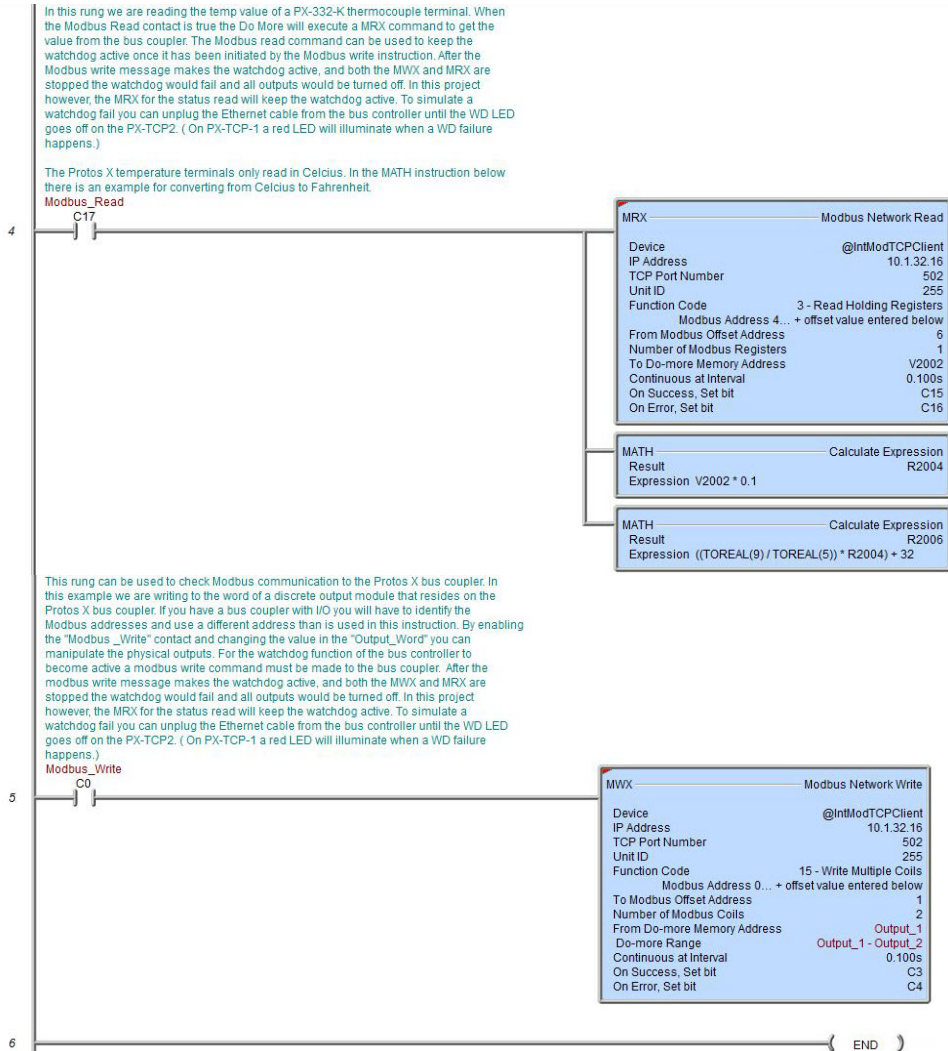 In this rung we are reading the temp value of a PX-332-K thermocouple terminal. When
the Modbus Read contact is true the Do More will execute a MRX command to get the
value from the bus coupler. The Modbus read command can be used to keep the
watchdog active once it has been initiated by the Modbus write instruction. After the
Modbus write message makes the watchdog active, and both the MWX and MRX are
stopped the watchdog would fail and all outputs would be turned off. In this project
however, the MRX for the status read will keep the watchdog active. To simulate a
watchdog fail you can unplug the Ethernet cable from the bus controller until the WD LED
goes off on the PX-TCP2. ( On PX-TCP-1 a red LED will illuminate when a WD failure
happens.)
The Protos X temperature terminals only read in Celcius. In the MATH instruction below
there is an example for converting from Celcius to Fahrenheit.
Modbus_Read
C17
4
MRX Modbus Network Read
Device @IntModTCPClient
IP Address 10.1.32.16
TCP Port Number 502
Unit ID 255
Function Code 3 - Read Holding Registers
Modbus Address 4... + offset value entered below
From Modbus Offset Address 6
Number of Modbus Registers 1
To Do-more Memory Address V2002
Continuous at Interval 0.100s
On Success, Set bit C15
On Error, Set bit C16
MATH Calculate Expression
Result R2004
Expression V2002 * 0.1
MATH Calculate Expression
Result R2006
Expression ((TOREAL(9) / TOREAL(5)) * R2004) + 32
This rung can be used to check Modbus communication to the Protos X bus coupler. In
this example we are writing to the word of a discrete output module that resides on the
Protos X bus coupler. If you have a bus coupler with I/O you will have to identify the
Modbus addresses and use a different address than is used in this instruction. By enabling
the "Modbus _Write" contact and changing the value in the "Output_Word" you can
manipulate the physical outputs. For the watchdog function of the bus controller to
become active a modbus write command must be made to the bus coupler. After the
modbus write message makes the watchdog active, and both the MWX and MRX are
stopped the watchdog would fail and all outputs would be turned off. In this project
however, the MRX for the status read will keep the watchdog active. To simulate a
watchdog fail you can unplug the Ethernet cable from the bus controller until the WD LED
goes off on the PX-TCP2. ( On PX-TCP-1 a red LED will illuminate when a WD failure
happens.)
Modbus_Write
C0
5
MWX Modbus Network Write
Device @IntModTCPClient
IP Address 10.1.32.16
TCP Port Number 502
Unit ID 255
Function Code 15 - Write Multiple Coils
Modbus Address 0... + offset value entered below
To Modbus Offset Address 1
Number of Modbus Coils 2
From Do-more Memory Address Output_1
Do-more Range Output_1 - Output_2
Continuous at Interval 0.100s
On Success, Set bit C3
On Error, Set bit C4
6
( END )